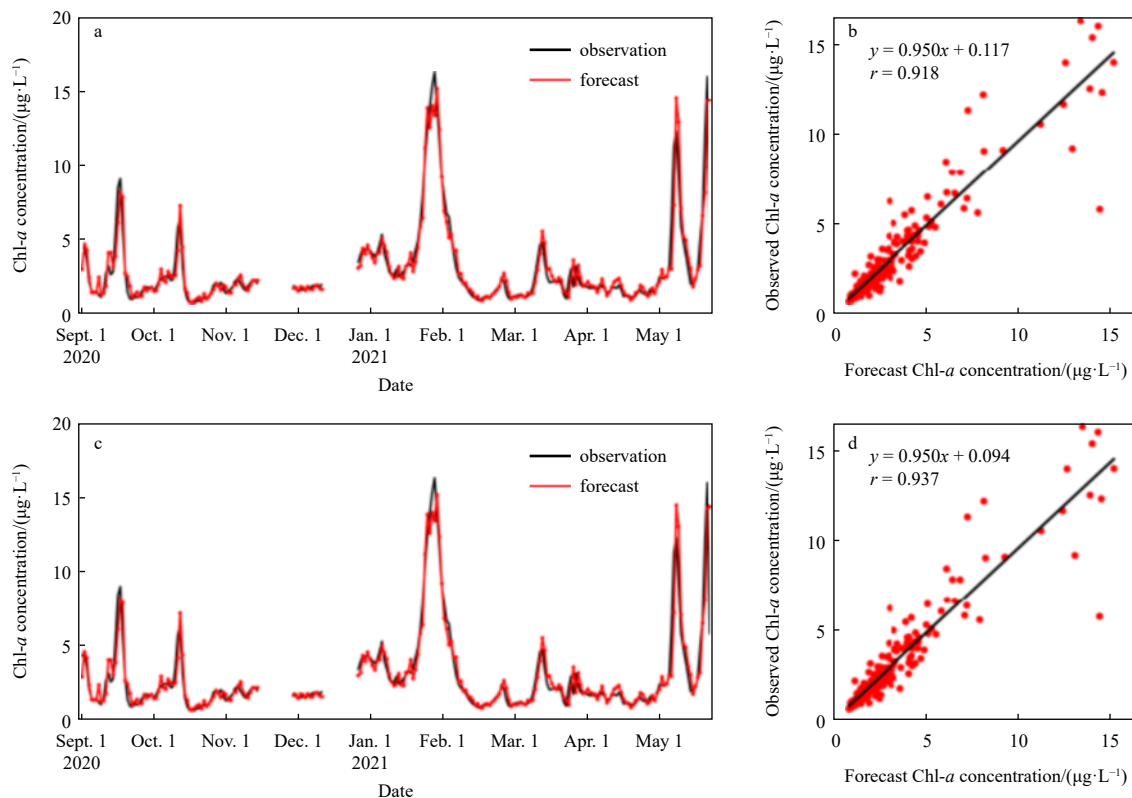 a
20
15
10
5
0
Chl-a concentration/(μg·L⁻¹)
observation
forecast
Sept. 1 Oct. 1 Nov. 1 Dec. 1 Jan. 1 Feb. 1 Mar. 1 Apr. 1 May 1
2020 2021
Date
b
y = 0.950x + 0.117
r = 0.918
15
10
5
0
Observed Chl-a concentration/(μg·L⁻¹)
0 5 10 15
Forecast Chl-a concentration/(μg·L⁻¹)
c
20
15
10
5
0
Chl-a concentration/(μg·L⁻¹)
observation
forecast
Sept. 1 Oct. 1 Nov. 1 Dec. 1 Jan. 1 Feb. 1 Mar. 1 Apr. 1 May 1
2020 2021
Date
d
y = 0.950x + 0.094
r = 0.937
15
10
5
0
Observed Chl-a concentration/(μg·L⁻¹)
0 5 10 15
Forecast Chl-a concentration/(μg·L⁻¹)